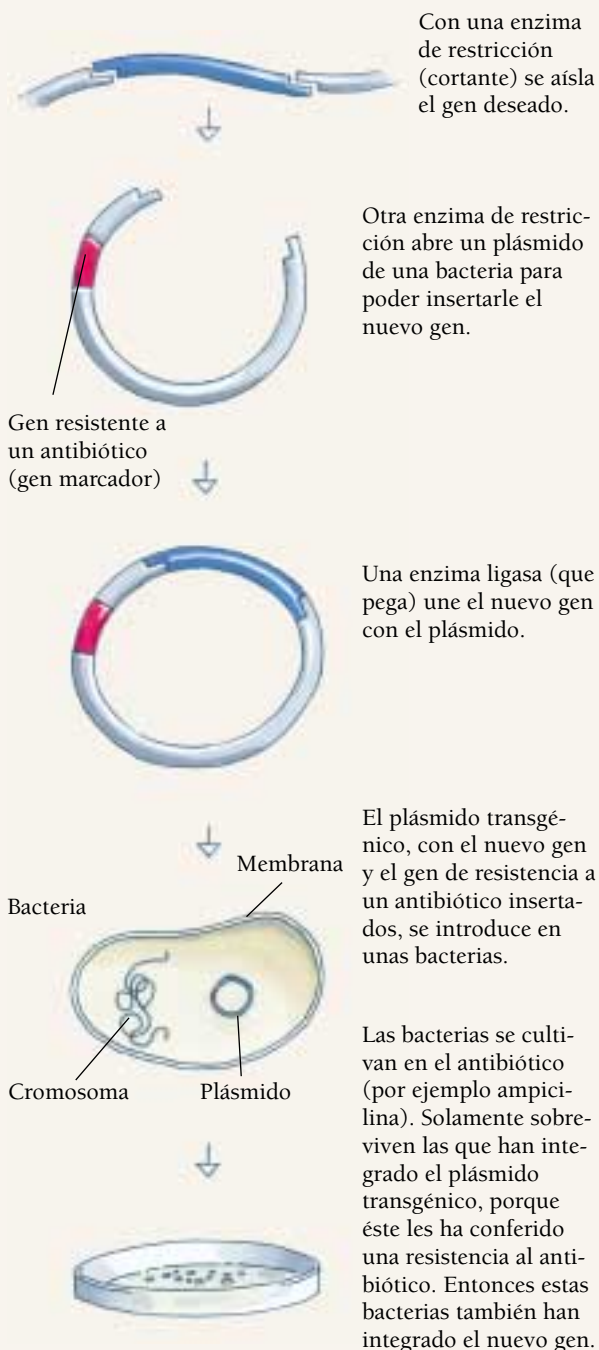 Con una enzima
de restricción
(cortante) se aísla
el gen deseado.
Otra enzima de restric-
ción abre un plásmido
de una bacteria para
poder insertarle el
nuevo gen.
Gen resistente a
un antibiótico
(gen marcador)
Una enzima ligasa (que
pega) une el nuevo gen
con el plásmido.
El plásmido transgé-
nico, con el nuevo gen
y el gen de resistencia a
un antibiótico inserta-
dos, se introduce en
unas bacterias.
Membrana
Bacteria
Cromosoma
Plásmido
Las bacterias se culti-
van en el antibiótico
(por ejemplo ampici-
lina). Solamente sobre-
viven las que han inte-
grado el plásmido
transgénico, porque
éste les ha conferido
una resistencia al anti-
biótico. Entonces estas
bacterias también han
integrado el nuevo gen.